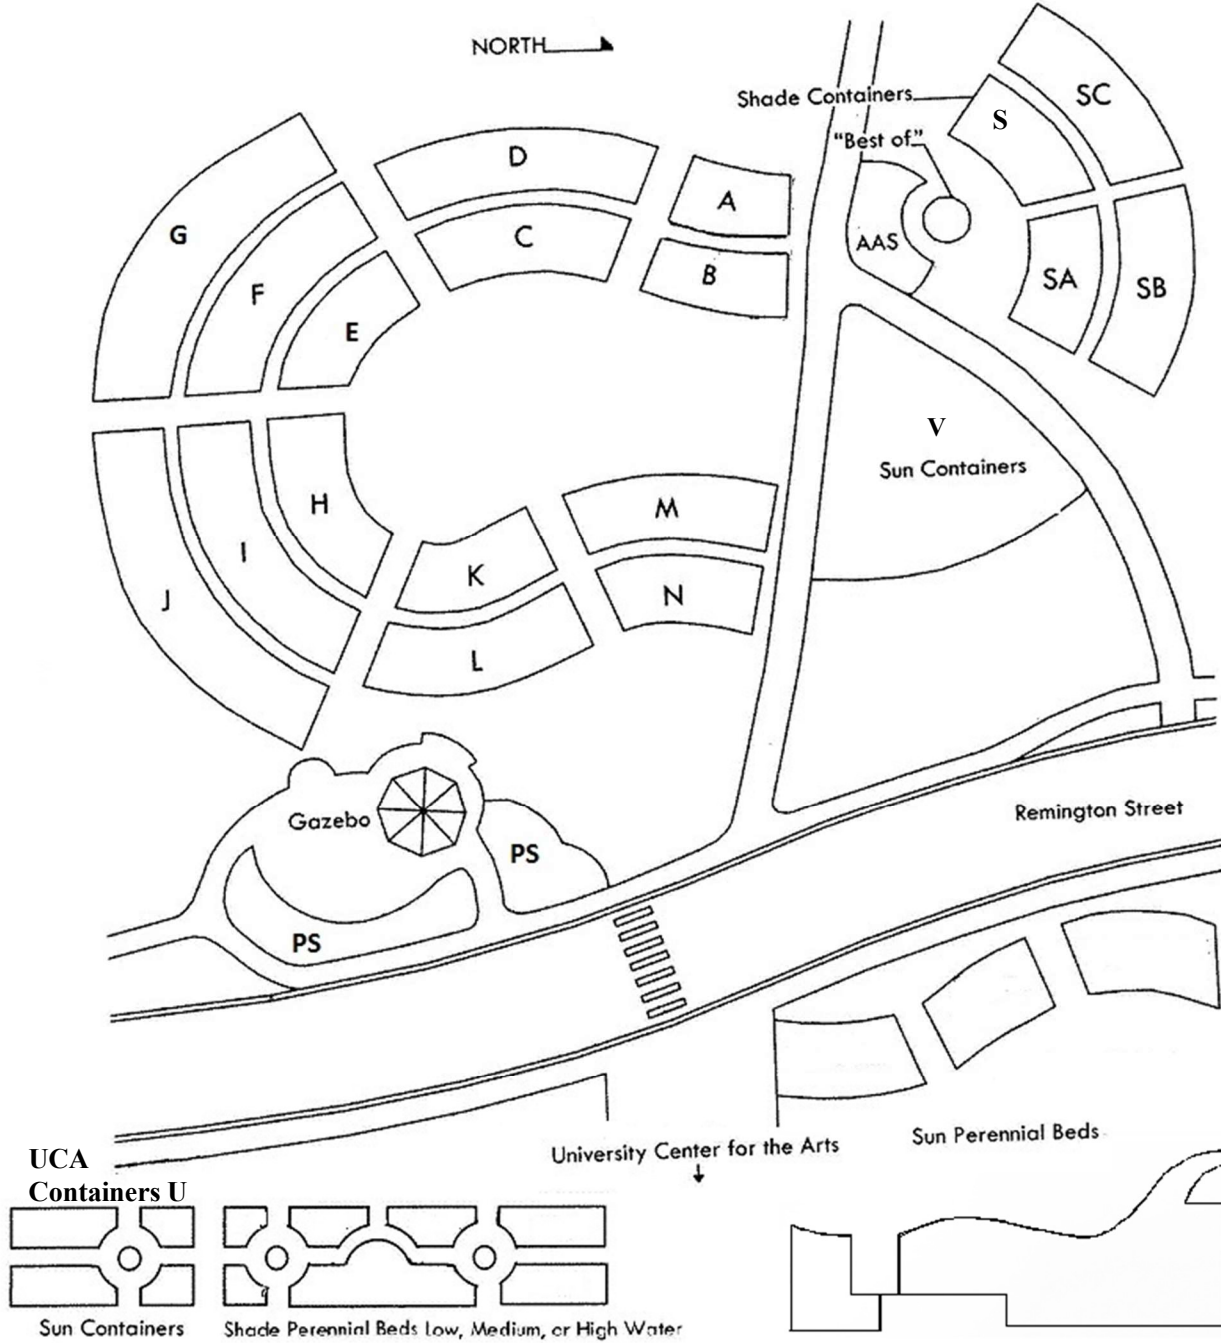 NORTH
Shade Containers
SC
S
"Best of"
D
A
G
C
AAS
B
SA
SB
F
E
V
Sun Containers
H
M
I
K
N
J
L
Gazebo
PS
Remington Street
PS
University Center for the Arts
Sun Perennial Beds
UCA
Containers U
Sun Containers
Shade Perennial Beds Low, Medium, or High Water